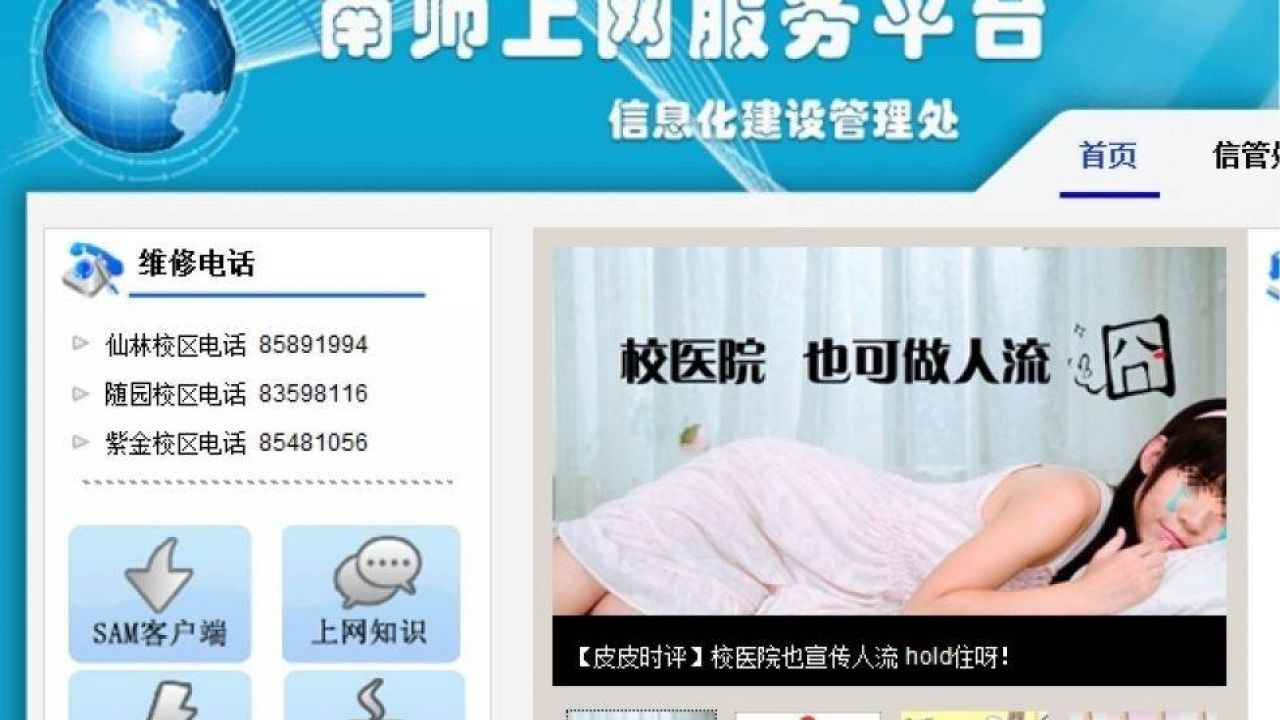 南师上网服务平台
信息化建设管理处
首页
信管处
维修电话
仙林校区电话 85891994
随园校区电话 83598116
紫金校区电话 85481056
SAM客户端
上网知识
校医院 也可做人流
囧
【皮皮时评】校医院也宣传人流 hold住呀！